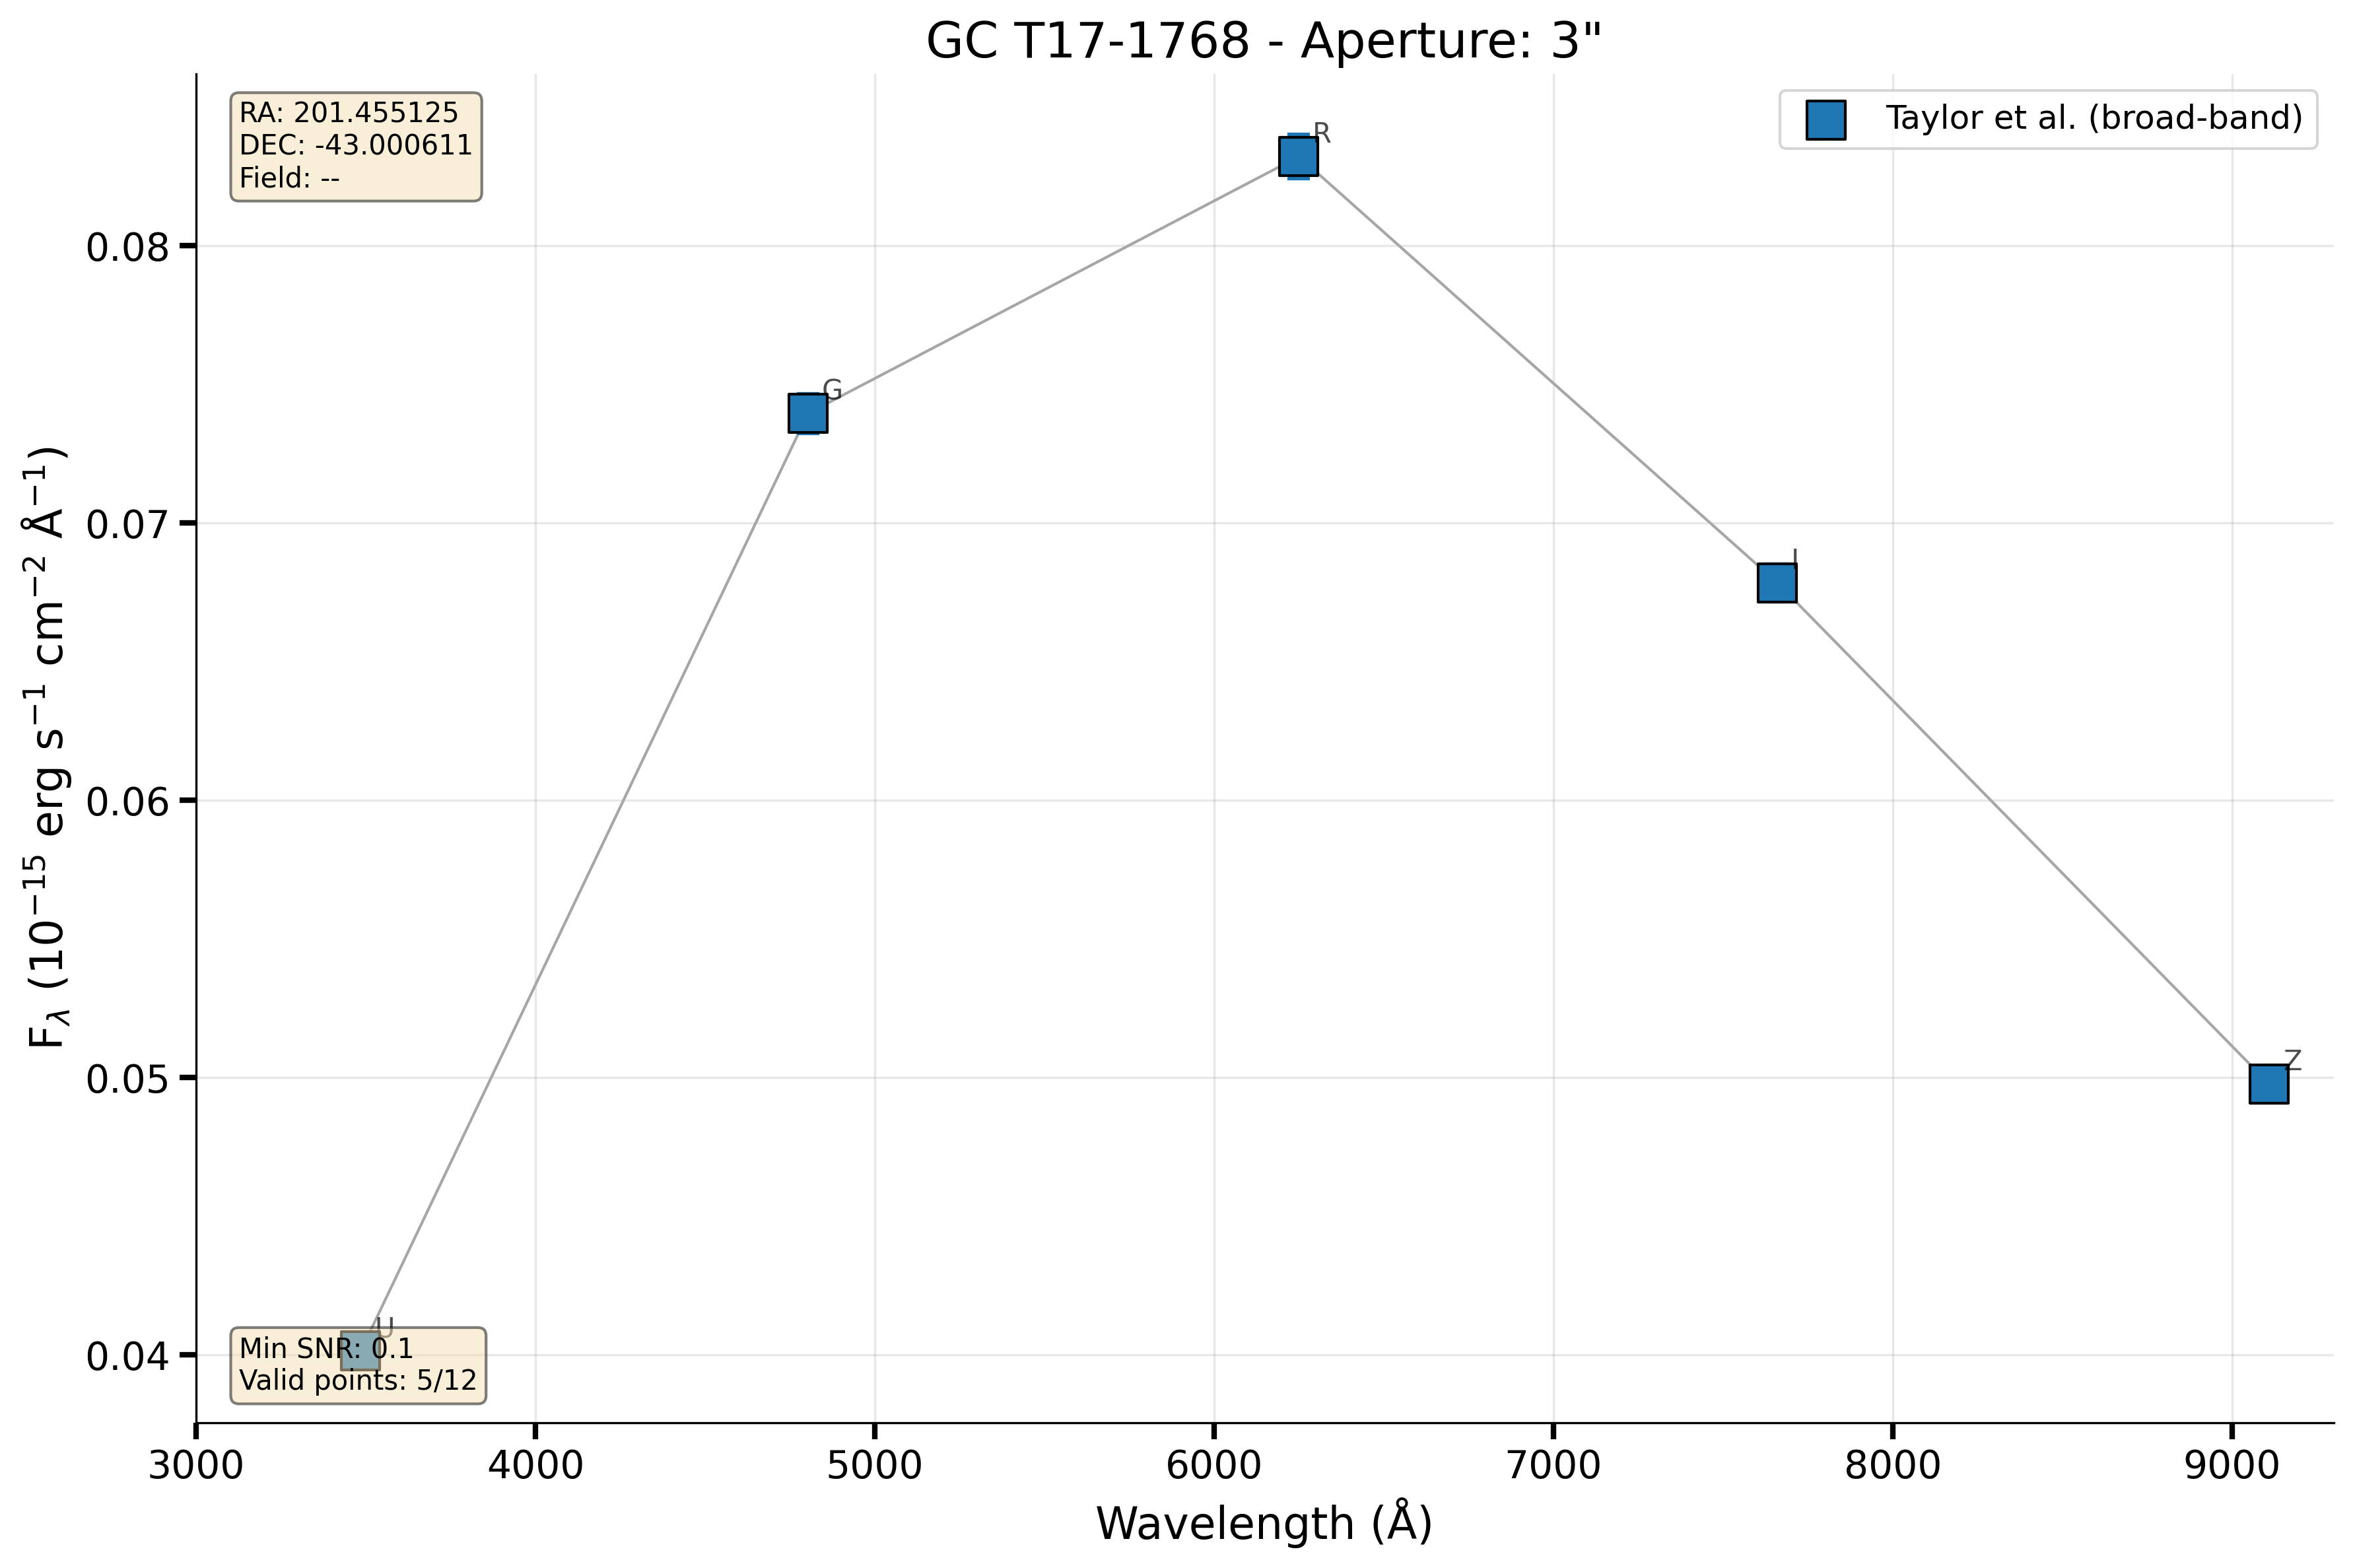 GC T17-1768 - Aperture: 3"
RA: 201.455125
DEC: -43.000611
Field: --
Taylor et al. (broad-band)
R
G
I
Z
U
Min SNR: 0.1
Valid points: 5/12
0.08
0.07
0.06
0.05
0.04
F_λ (10⁻¹⁵ erg s⁻¹ cm⁻² Å⁻¹)
3000 4000 5000 6000 7000 8000 9000
Wavelength (Å)